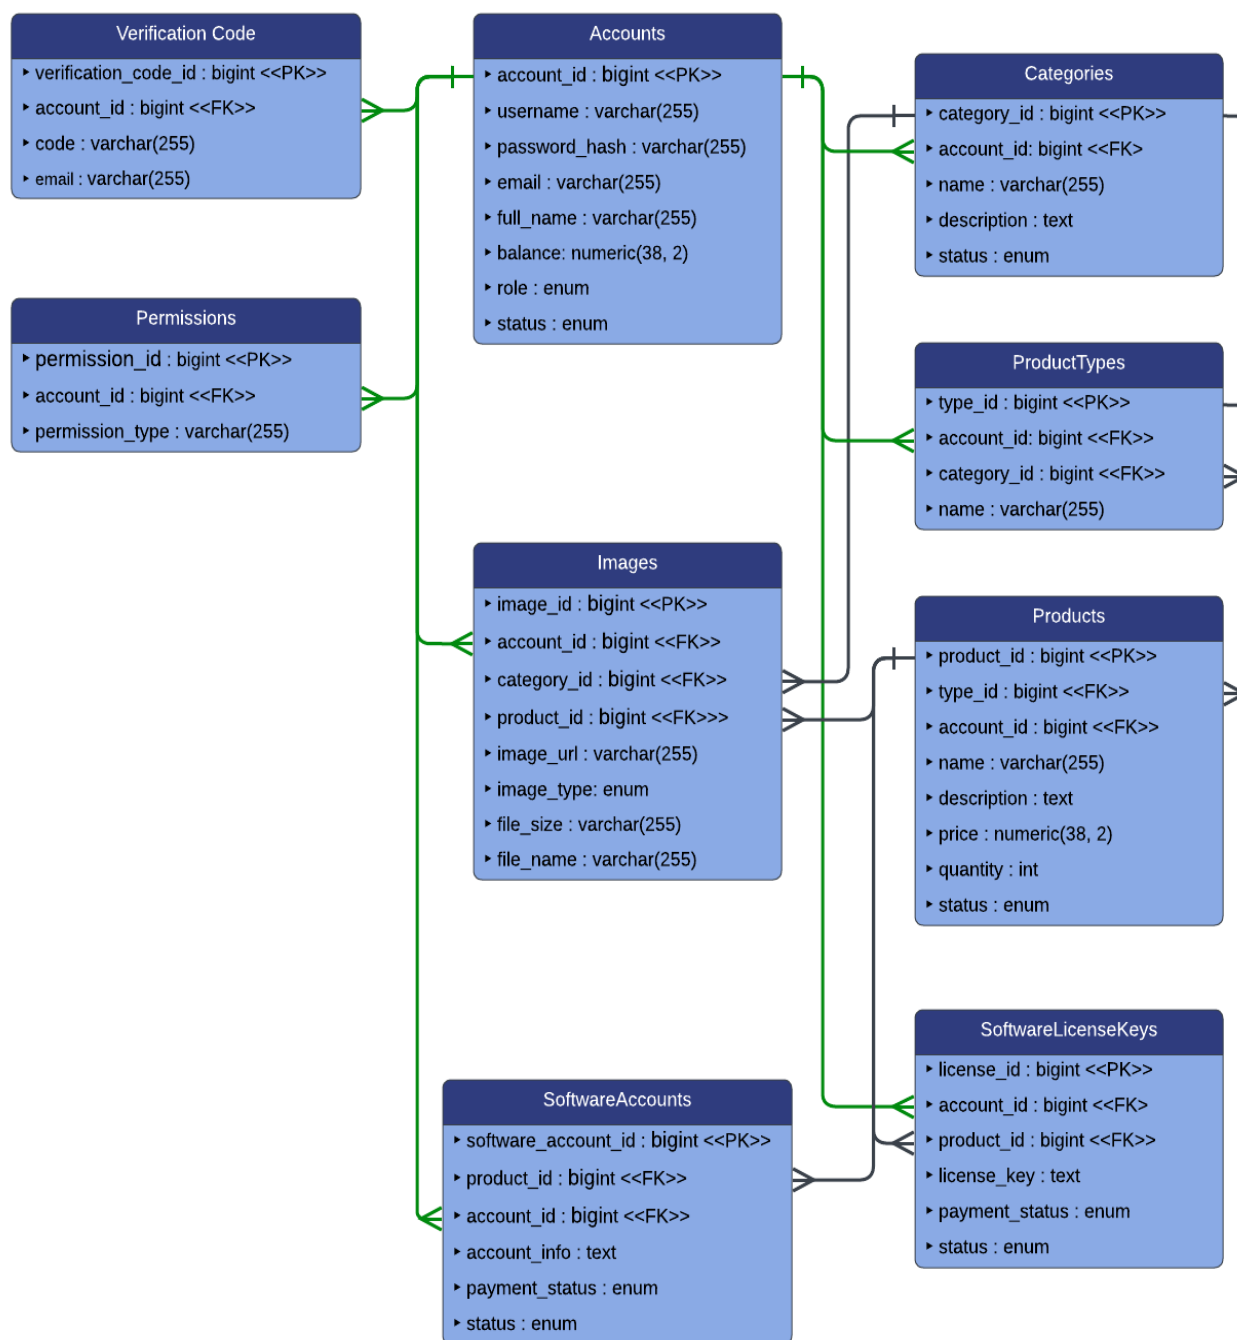 Verification Code
verification_code_id : bigint <<PK>>
account_id : bigint <<FK>>
code : varchar(255)
email : varchar(255)
Permissions
permission_id : bigint <<PK>>
account_id : bigint <<FK>>
permission_type : varchar(255)
Accounts
account_id : bigint <<PK>>
username : varchar(255)
password_hash : varchar(255)
email : varchar(255)
full_name : varchar(255)
balance: numeric(38, 2)
role : enum
status : enum
Images
image_id : bigint <<PK>>
account_id : bigint <<FK>>
category_id : bigint <<FK>>
product_id : bigint <<FK>>>
image_url : varchar(255)
image_type: enum
file_size : varchar(255)
file_name : varchar(255)
SoftwareAccounts
software_account_id : bigint <<PK>>
product_id : bigint <<FK>>
account_id : bigint <<FK>>
account_info : text
payment_status : enum
status : enum
Categories
category_id : bigint <<PK>>
account_id: bigint <<FK>
name : varchar(255)
description : text
status : enum
ProductTypes
type_id : bigint <<PK>>
account_id: bigint <<FK>>
category_id : bigint <<FK>>
name : varchar(255)
Products
product_id : bigint <<PK>>
type_id : bigint <<FK>>
account_id : bigint <<FK>>
name : varchar(255)
description : text
price : numeric(38, 2)
quantity : int
status : enum
SoftwareLicenseKeys
license_id : bigint <<PK>>
account_id : bigint <<FK>
product_id : bigint <<FK>>
license_key : text
payment_status : enum
status : enum